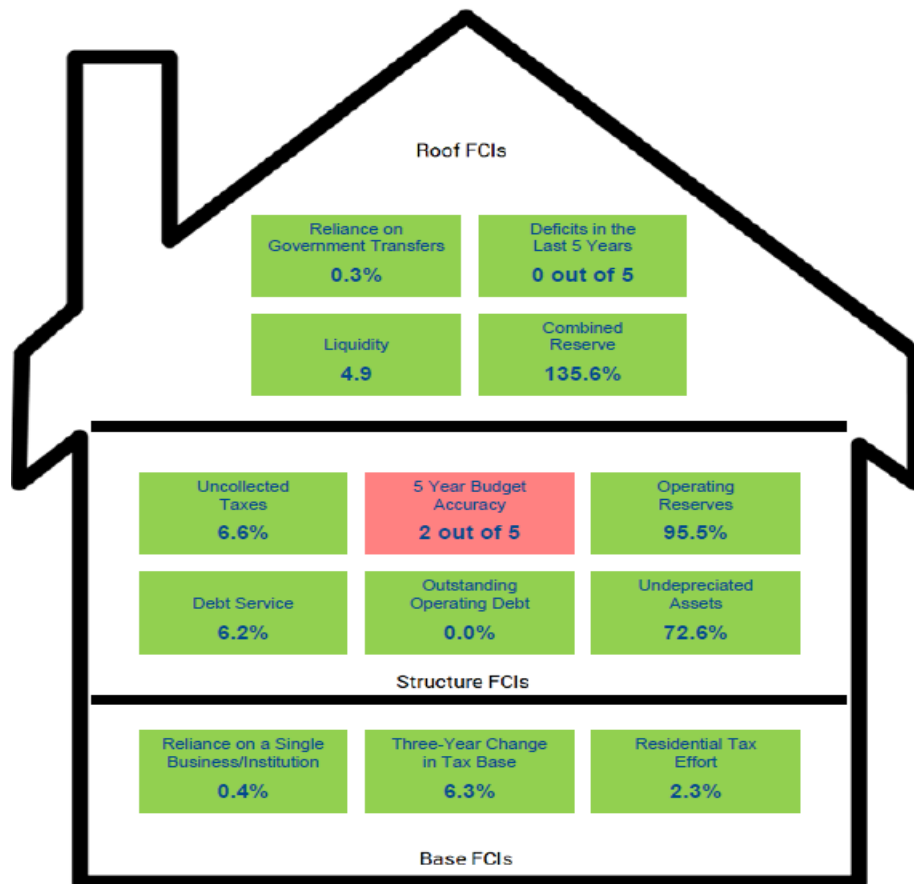 Roof FCIs
Reliance on
Government Transfers
0.3%
Deficits in the
Last 5 Years
0 out of 5
Liquidity
4.9
Combined
Reserve
135.6%
Uncollected
Taxes
6.6%
5 Year Budget
Accuracy
2 out of 5
Operating
Reserves
95.5%
Debt Service
6.2%
Outstanding
Operating Debt
0.0%
Undepreciated
Assets
72.6%
Structure FCIs
Reliance on a Single
Business/Institution
0.4%
Three-Year Change
in Tax Base
6.3%
Residential Tax
Effort
2.3%
Base FCIs